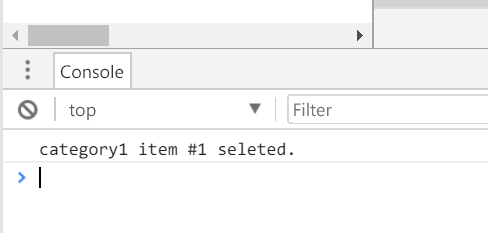 Console
top
Filter
category1 item #1 seleted.